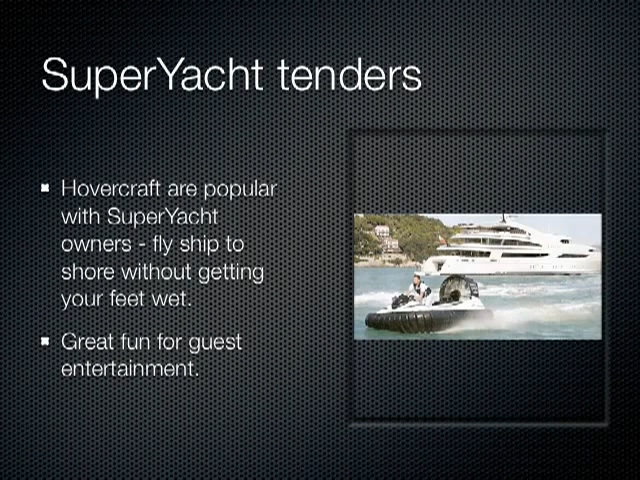 SuperYacht tenders
Hovercraft are popular
with SuperYacht
owners - fly ship to
shore without getting
your feet wet.
Great fun for guest
entertainment.